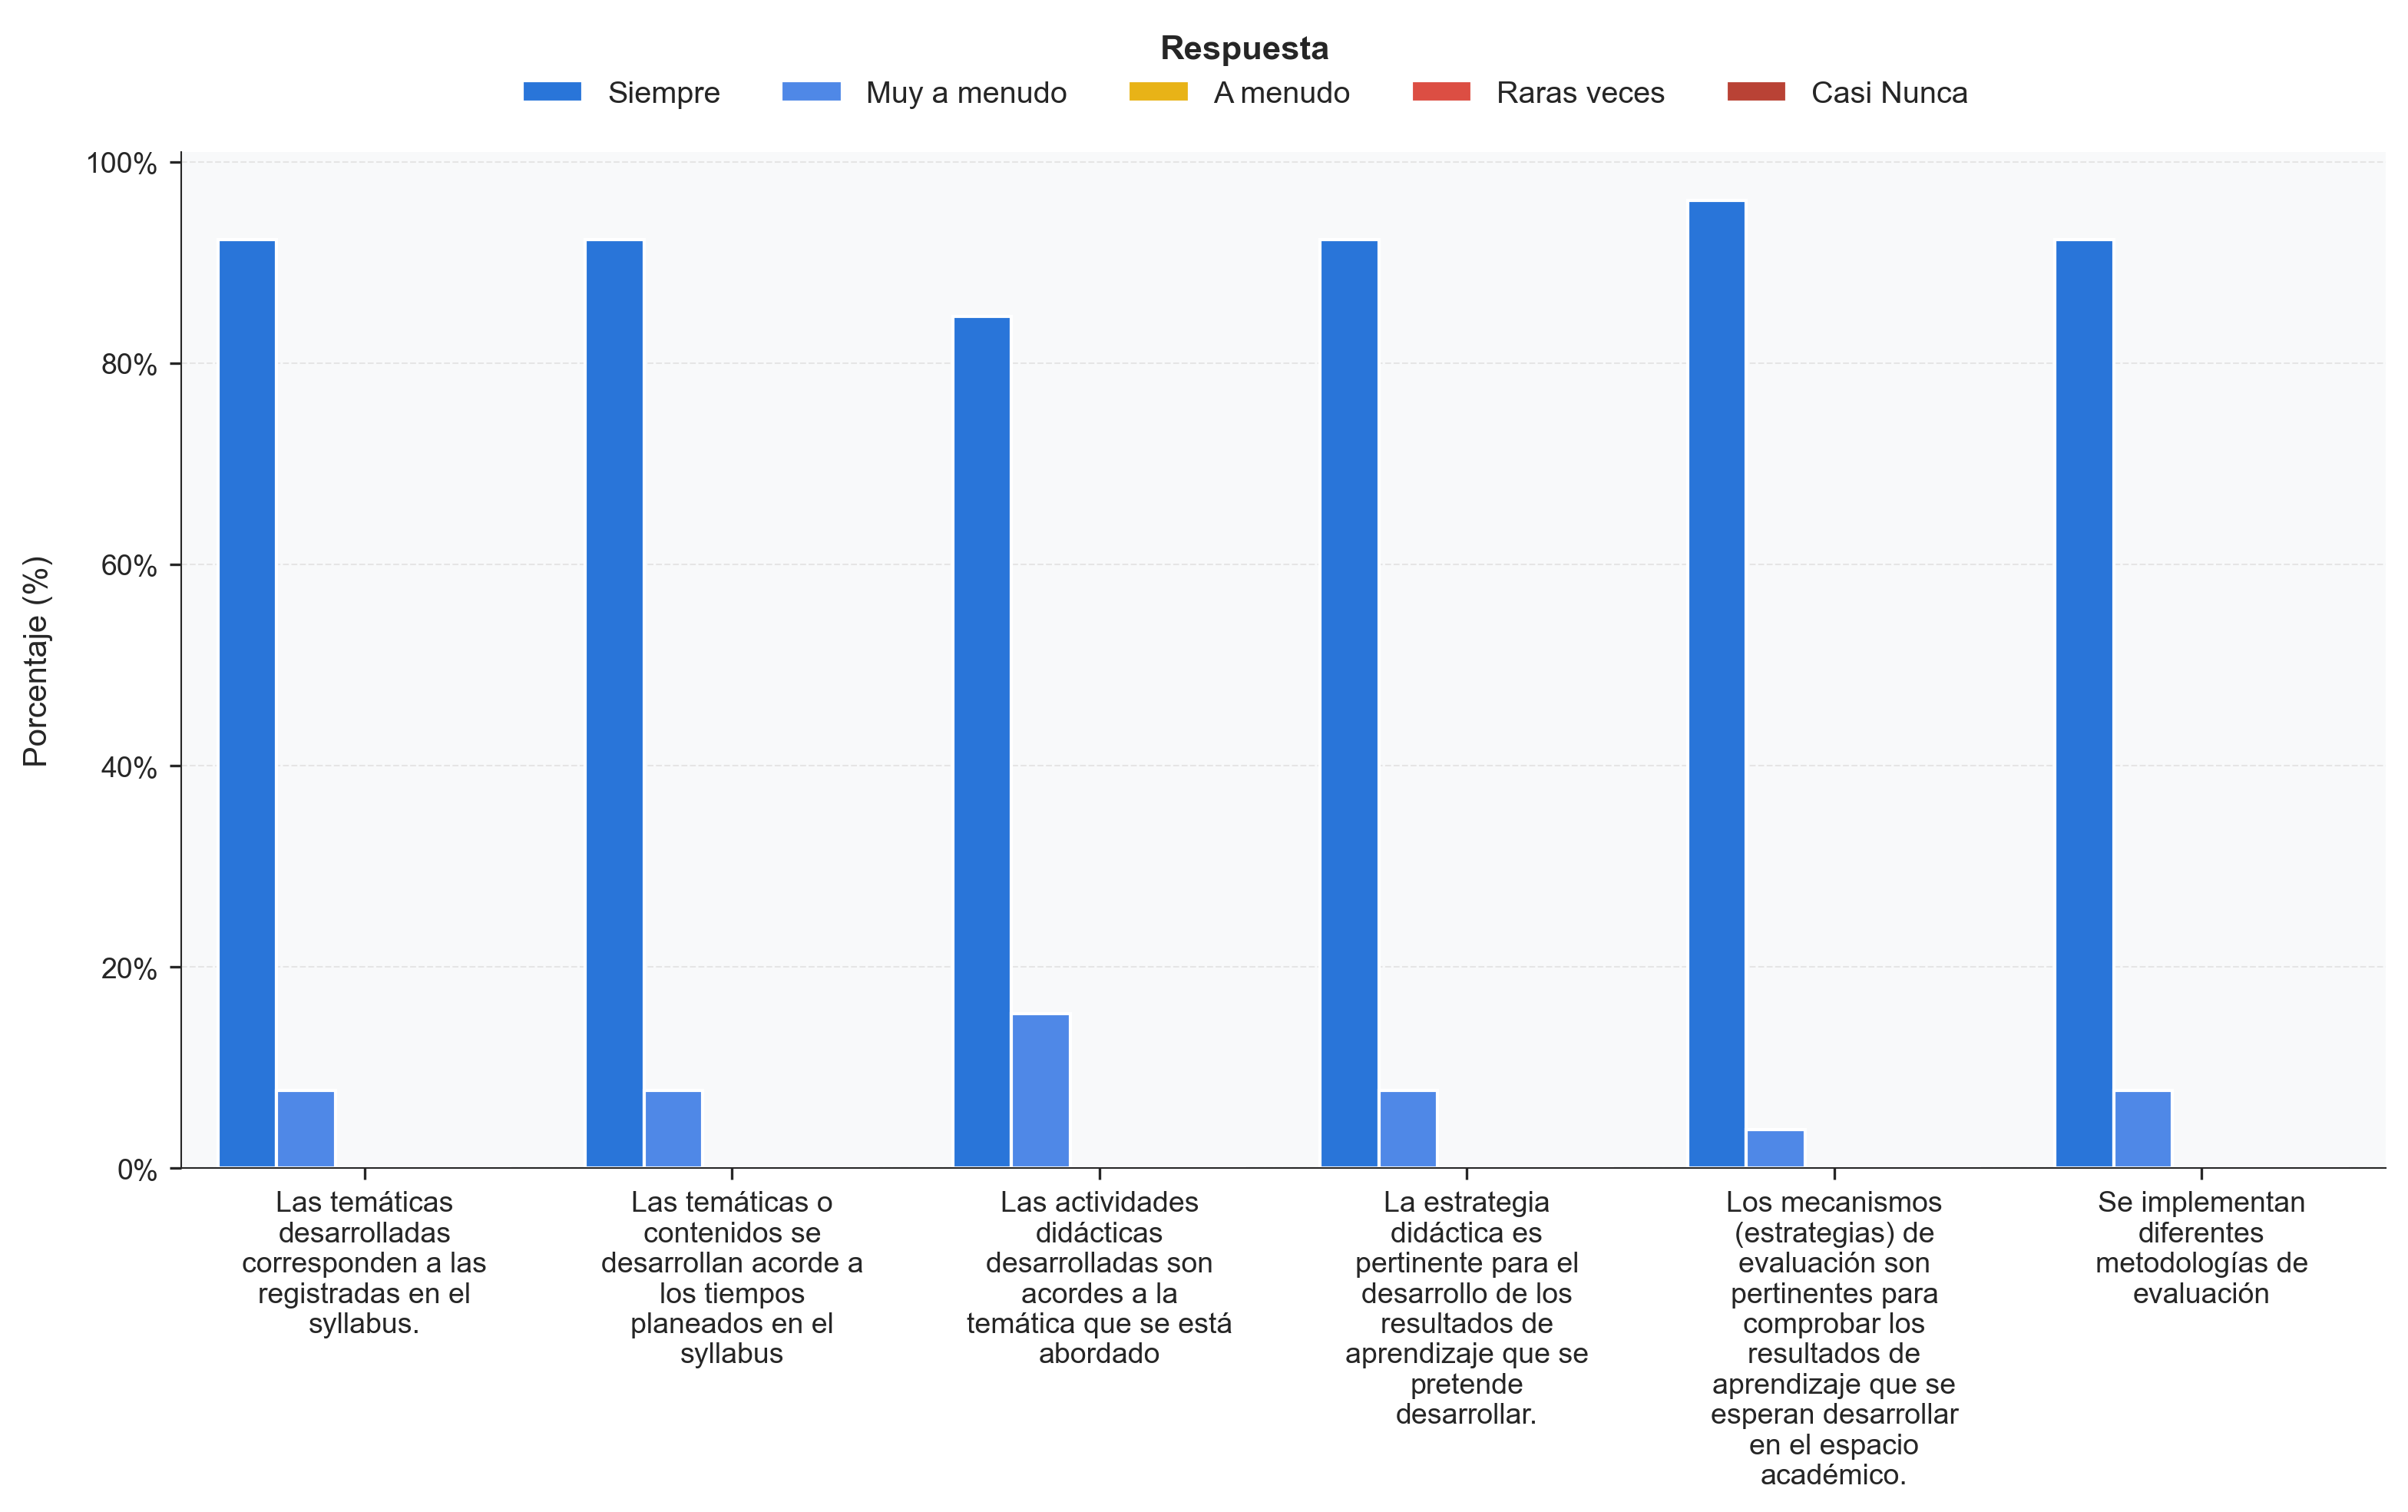 Respuesta
Siempre
Muy a menudo
A menudo
Raras veces
Casi Nunca
Porcentaje (%)
100%
80%
60%
40%
20%
0%
Las temáticas
desarrolladas
corresponden a las
registradas en el
syllabus.
Las temáticas o
contenidos se
desarrollan acorde a
los tiempos
planeados en el
syllabus
Las actividades
didácticas
desarrolladas son
acordes a la
temática que se está
abordado
La estrategia
didáctica es
pertinente para el
desarrollo de los
resultados de
aprendizaje que se
pretende
desarrollar.
Los mecanismos
(estrategias) de
evaluación son
pertinentes para
comprobar los
resultados de
aprendizaje que se
esperan desarrollar
en el espacio
académico.
Se implementan
diferentes
metodologías de
evaluación